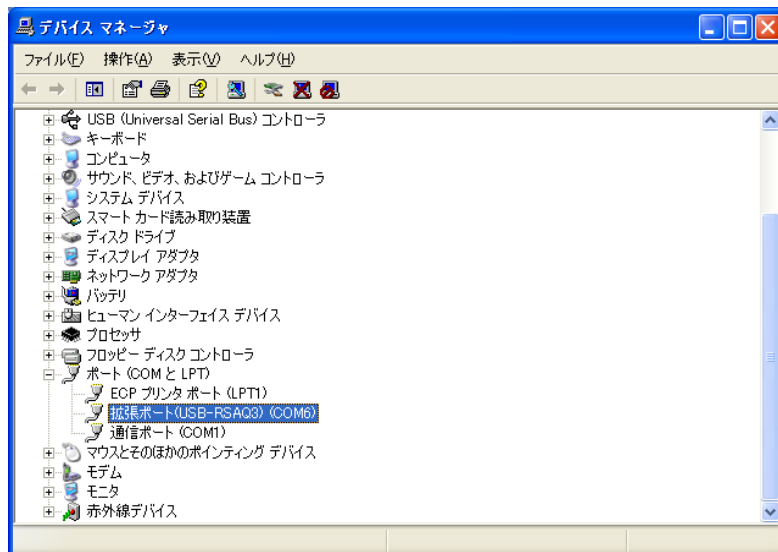 デバイス マネージャ
ファイル(F) 操作(A) 表示(V) ヘルプ(H)
USB (Universal Serial Bus) コントローラ
キーボード
コンピュータ
サウンド、ビデオ、およびゲーム コントローラ
システム デバイス
スマート カード読み取り装置
ディスク ドライブ
ディスプレイ アダプタ
ネットワーク アダプタ
バッテリ
ヒューマン インターフェイス デバイス
プロセッサ
フロッピー ディスク コントローラ
ポート (COM と LPT)
ECP プリンタ ポート (LPT1)
拡張ポート(USB-RSAQ3) (COM6)
通信ポート (COM1)
マウスとそのほかのポインティング デバイス
モデム
モニタ
赤外線デバイス